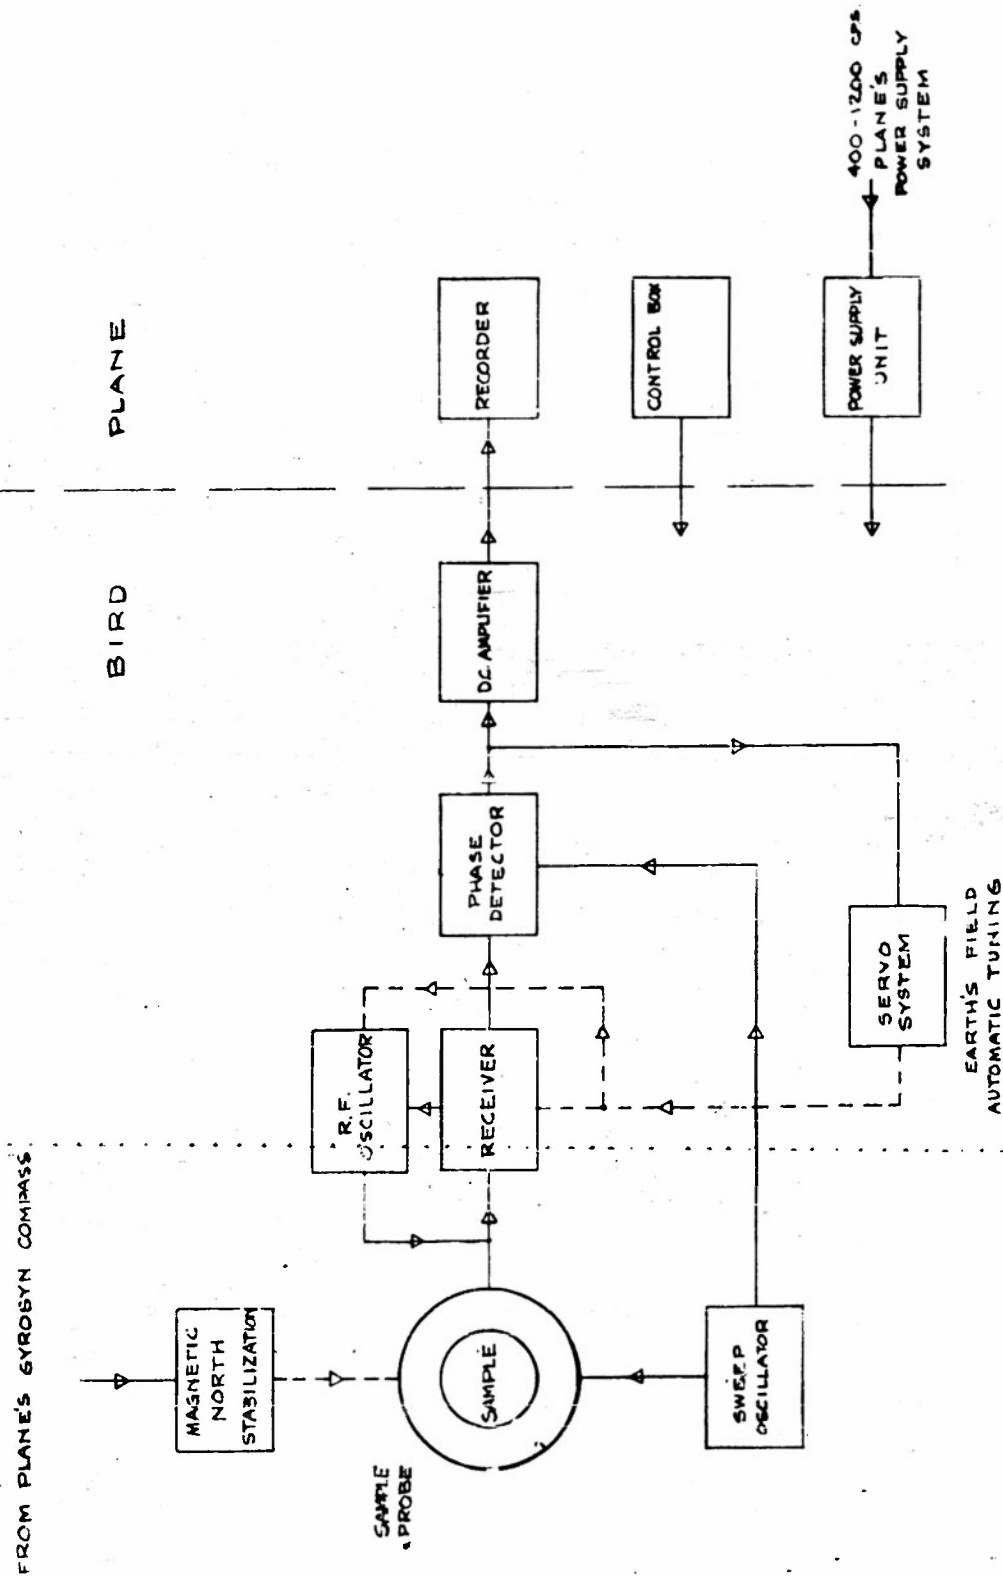 FROM PLANE'S GYROSYN COMPASS
BIRD
PLANE
MAGNETIC
NORTH
STABILIZATION
SAMPLE
PROBE
SAMPLE
SWEEP
OSCILLATOR
R.F.
OSCILLATOR
RECEIVER
PHASE
DETECTOR
D.C. AMPLIFIER
RECORDER
CONTROL BOX
POWER SUPPLY
UNIT
400-1200 CPS.
PLANE'S
POWER SUPPLY
SYSTEM
SERVO
SYSTEM
EARTH'S FIELD
AUTOMATIC TUNING